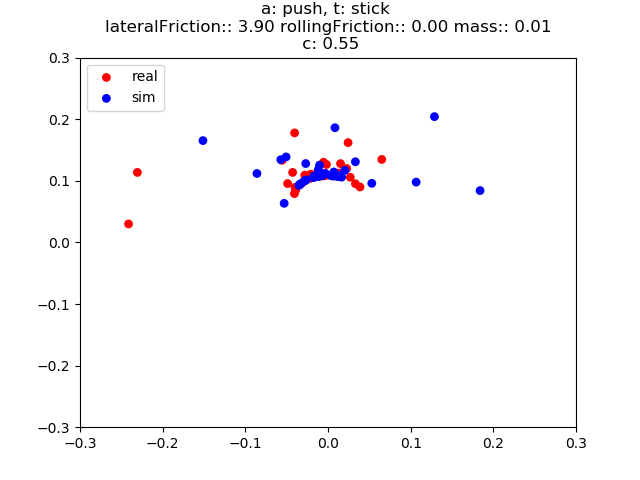 a: push, t: stick
lateralFriction:: 3.90 rollingFriction:: 0.00 mass:: 0.01
c: 0.55
real
sim
0.3
0.2
0.1
0.0
−0.1
−0.2
−0.3
−0.3
−0.2
−0.1
0.0
0.1
0.2
0.3